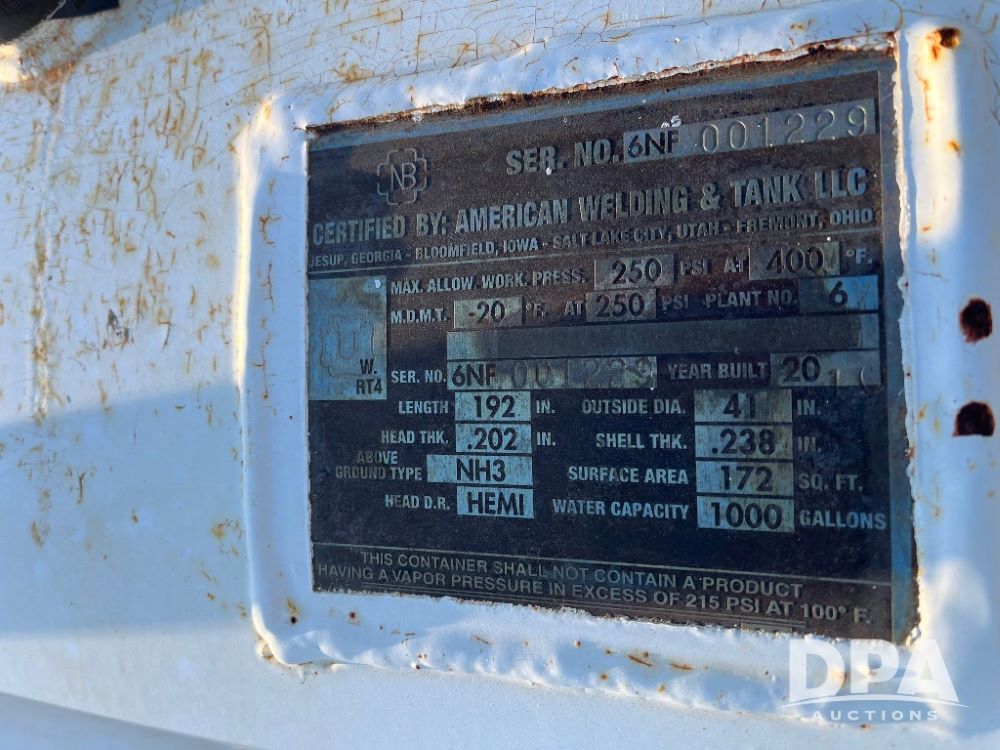 NB
SER. NO. 6NF 001229
CERTIFIED BY: AMERICAN WELDING & TANK LLC
JESUP, GEORGIA - BLOOMFIELD, IOWA - SALT LAKE CITY, UTAH - FREMONT, OHIO
MAX. ALLOW. WORK. PRESS. 250 PSI AT 400 °F.
M.D.M.T. -20 °F. AT 250 PSI PLANT NO. 6
U
W.
RT4
SER. NO. 6NF 001229 YEAR BUILT 2010
LENGTH 192 IN. OUTSIDE DIA. 41 IN.
HEAD THK. .202 IN. SHELL THK. .238 IN.
ABOVE GROUND TYPE NH3 SURFACE AREA 172 SQ. FT.
HEAD D.R. HEMI WATER CAPACITY 1000 GALLONS
THIS CONTAINER SHALL NOT CONTAIN A PRODUCT
HAVING A VAPOR PRESSURE IN EXCESS OF 215 PSI AT 100° F.
DPA
AUCTIONS